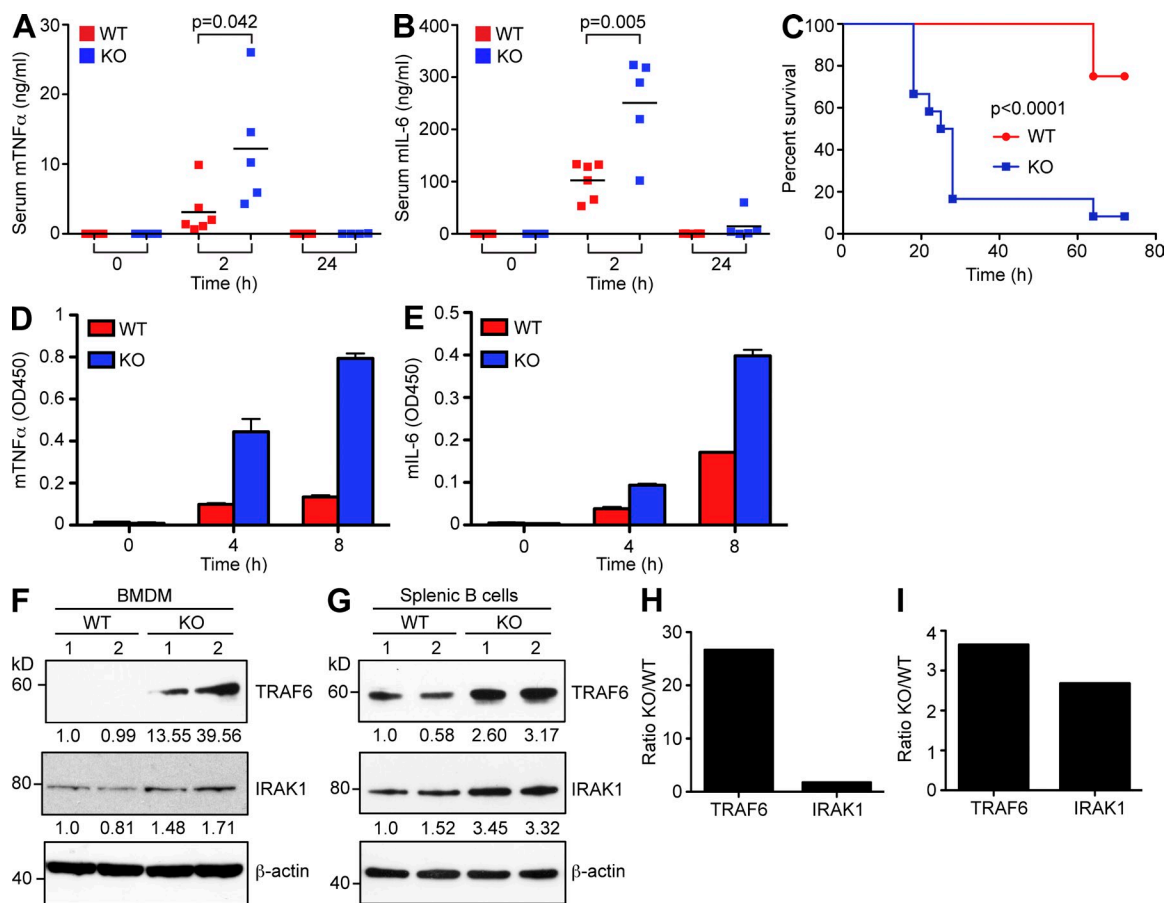 A
Serum mTNFα (ng/ml)
30
20
10
0
WT
KO
p=0.042
0
2
24
Time (h)
B
Serum mIL-6 (ng/ml)
400
300
200
100
0
WT
KO
p=0.005
0
2
24
Time (h)
C
Percent survival
100
80
60
40
20
0
p<0.0001
WT
KO
0
20
40
60
80
Time (h)
D
mTNFα (OD450)
1
0.8
0.6
0.4
0.2
0
WT
KO
0
4
8
Time (h)
E
mIL-6 (OD450)
0.5
0.4
0.3
0.2
0.1
0
WT
KO
0
4
8
Time (h)
F
BMDM
WT KO
1 2 1 2
kD
60
TRAF6
1.0 0.99 13.55 39.56
80
IRAK1
1.0 0.81 1.48 1.71
40
β-actin
G
Splenic B cells
WT KO
1 2 1 2
kD
60
TRAF6
1.0 0.58 2.60 3.17
80
IRAK1
1.0 1.52 3.45 3.32
40
β-actin
H
Ratio KO/WT
30
20
10
0
TRAF6 IRAK1
I
Ratio KO/WT
4
3
2
1
0
TRAF6 IRAK1